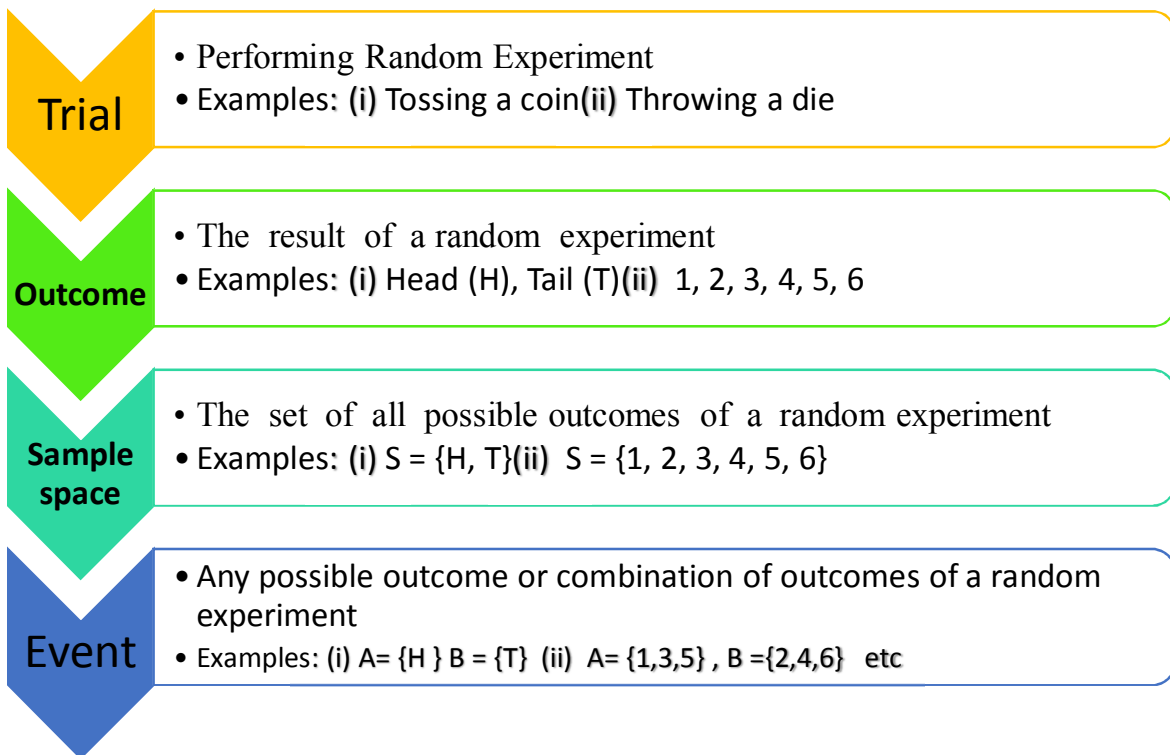 Trial
• Performing Random Experiment
• Examples: (i) Tossing a coin(ii) Throwing a die
Outcome
• The result of a random experiment
• Examples: (i) Head (H), Tail (T)(ii) 1, 2, 3, 4, 5, 6
Sample
space
• The set of all possible outcomes of a random experiment
• Examples: (i) S = {H, T}(ii) S = {1, 2, 3, 4, 5, 6}
Event
• Any possible outcome or combination of outcomes of a random
experiment
• Examples: (i) A= {H } B = {T} (ii) A= {1,3,5} , B ={2,4,6} etc